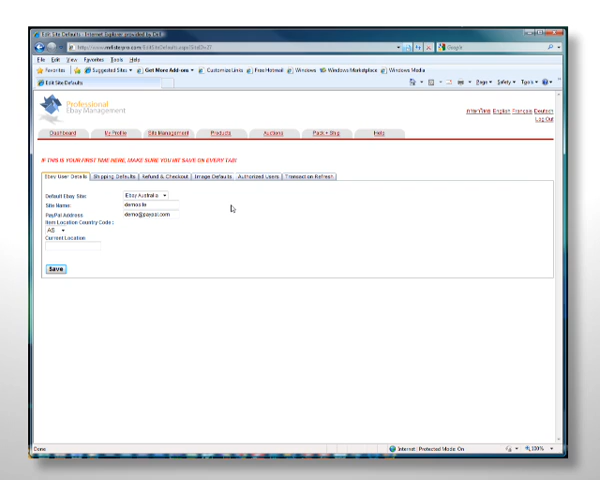 Edit Site Defaults - Internet Explorer provided by Dell
File Edit View Favorites Tools Help
Favorites Suggested Sites Get More Add-ons Customize Links Free Hotmail Windows Windows Marketplace Windows Media
Edit Site Defaults
Page Safety Tools
Professional
Ebay Management
English Français Deutsch
Log Out
Dashboard My Profile Site Management Products Auctions Pack + Ship Help
IF THIS IS YOUR FIRST TIME HERE, MAKE SURE YOU HIT SAVE ON EVERY TAB!
Ebay User Details Shipping Defaults Refund & Checkout Image Defaults Authorized Users Transaction Refresh
Default Ebay Site: Ebay Australia
Site Name: demosite
PayPal Address demo@paypal.com
Item Location Country Code:
Current Location:
Save
Done
Internet | Protected Mode: On
100%